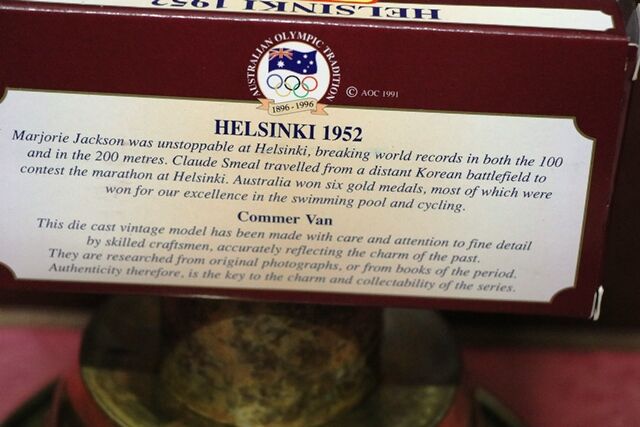 HELSINKI 1952
AUSTRALIAN OLYMPIC TRADITION
1896 - 1996
© AOC 1991
HELSINKI 1952
Marjorie Jackson was unstoppable at Helsinki, breaking world records in both the 100
and in the 200 metres. Claude Smeal travelled from a distant Korean battlefield to
contest the marathon at Helsinki. Australia won six gold medals, most of which were
won for our excellence in the swimming pool and cycling.
Commer Van
This die cast vintage model has been made with care and attention to fine detail
by skilled craftsmen, accurately reflecting the charm of the past.
They are researched from original photographs, or from books of the period.
Authenticity therefore, is the key to the charm and collectability of the series.